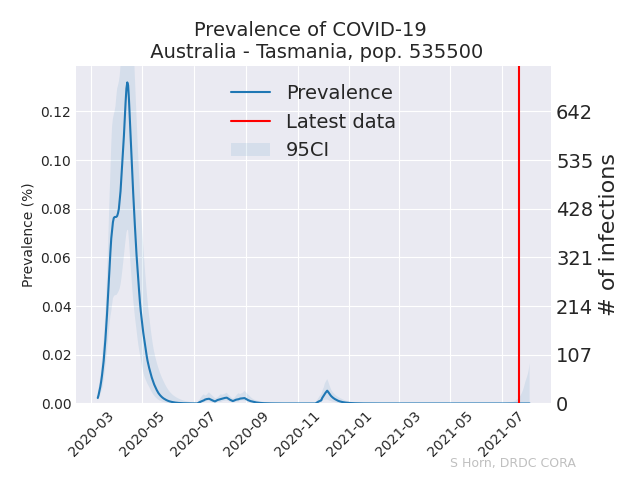 Prevalence of COVID-19
Australia - Tasmania, pop. 535500
Prevalence
Latest data
95CI
Prevalence (%)
0.12
0.10
0.08
0.06
0.04
0.02
0.00
642
535
428
321
214
107
0
# of infections
2020-03
2020-05
2020-07
2020-09
2020-11
2021-01
2021-03
2021-05
2021-07
S Horn, DRDC CORA